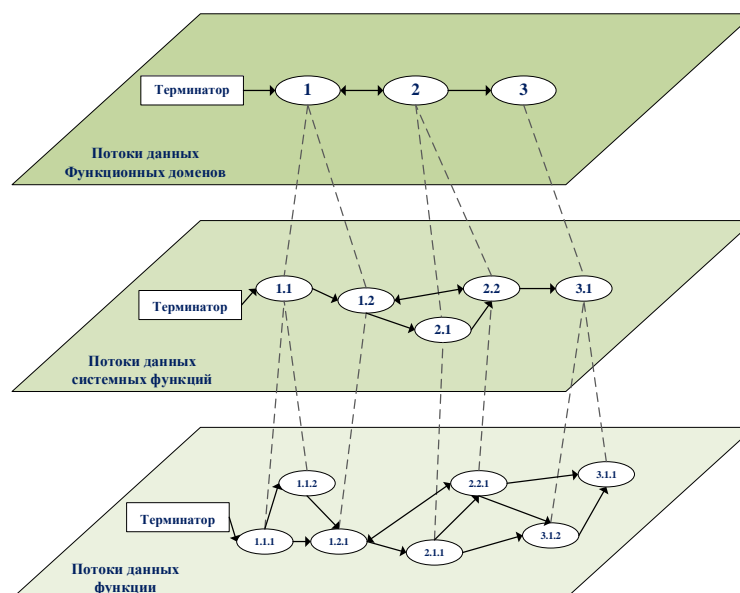 Терминатор
1
2
3
Потоки данных
Функционных доменов
1.1
1.2
2.2
3.1
Терминатор
2.1
Потоки данных
системных функций
1.1.2
2.2.1
3.1.1
Терминатор
1.1.1
1.2.1
2.1.1
3.1.2
Потоки данных
функции